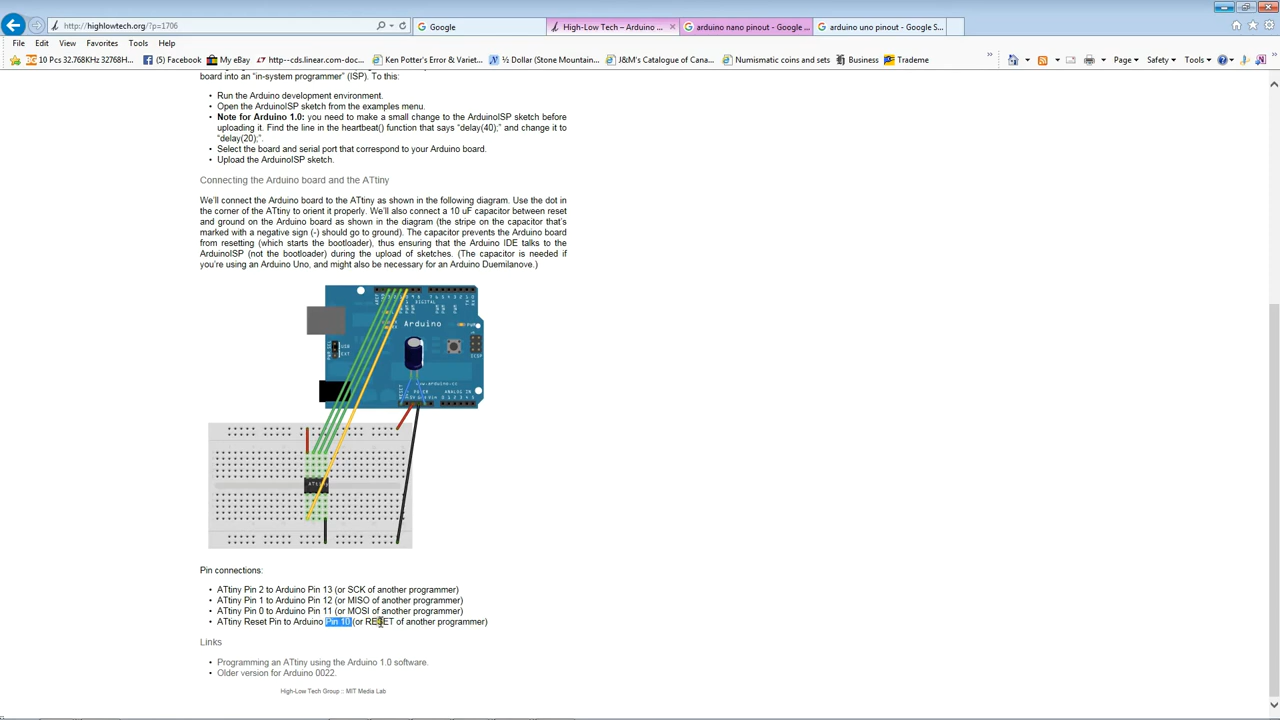 http://highlowtech.org/?p=1706
Google
High-Low Tech – Arduino ...
arduino nano pinout - Google ...
arduino uno pinout - Google S...
File Edit View Favorites Tools Help
10 Pcs 32.768KHz 32768H...
(5) Facebook
My eBay
http--cds.linear.com-doc...
Ken Potter's Error & Variet...
½ Dollar (Stone Mountain...
J&M's Catalogue of Cana...
Numismatic coins and sets
Business
Trademe
Page
Safety
Tools
board into an "in-system programmer" (ISP). To this:
• Run the Arduino development environment.
• Open the ArduinoISP sketch from the examples menu.
• Note for Arduino 1.0: you need to make a small change to the ArduinoISP sketch before
uploading it. Find the line in the heartbeat() function that says "delay(40);" and change it to
"delay(20);".
• Select the board and serial port that correspond to your Arduino board.
• Upload the ArduinoISP sketch.
Connecting the Arduino board and the ATtiny
We'll connect the Arduino board to the ATtiny as shown in the following diagram. Use the dot in
the corner of the ATtiny to orient it properly. We'll also connect a 10 uF capacitor between reset
and ground on the Arduino board as shown in the diagram (the stripe on the capacitor that's
marked with a negative sign (-) should go to ground). The capacitor prevents the Arduino board
from resetting (which starts the bootloader), thus ensuring that the Arduino IDE talks to the
ArduinoISP (not the bootloader) during the upload of sketches. (The capacitor is needed if
you're using an Arduino Uno, and might also be necessary for an Arduino Duemilanove.)
DIGITAL
Arduino
USB
EXT
www.arduino.cc
POWER
ANALOG IN
ATtiny
Pin connections:
• ATtiny Pin 2 to Arduino Pin 13 (or SCK of another programmer)
• ATtiny Pin 1 to Arduino Pin 12 (or MISO of another programmer)
• ATtiny Pin 0 to Arduino Pin 11 (or MOSI of another programmer)
• ATtiny Reset Pin to Arduino Pin 10 (or RESET of another programmer)
Links
• Programming an ATtiny using the Arduino 1.0 software.
• Older version for Arduino 0022.
High-Low Tech Group :: MIT Media Lab